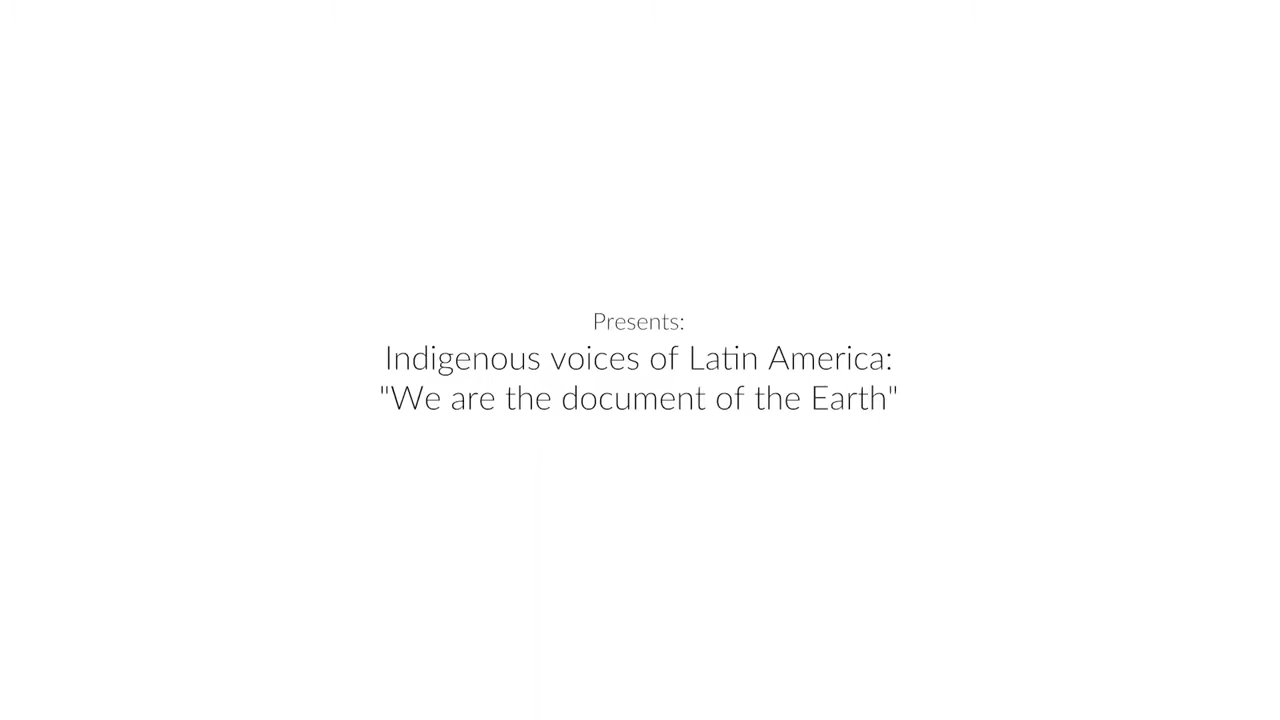 Presents:
Indigenous voices of Latin America:
"We are the document of the Earth"